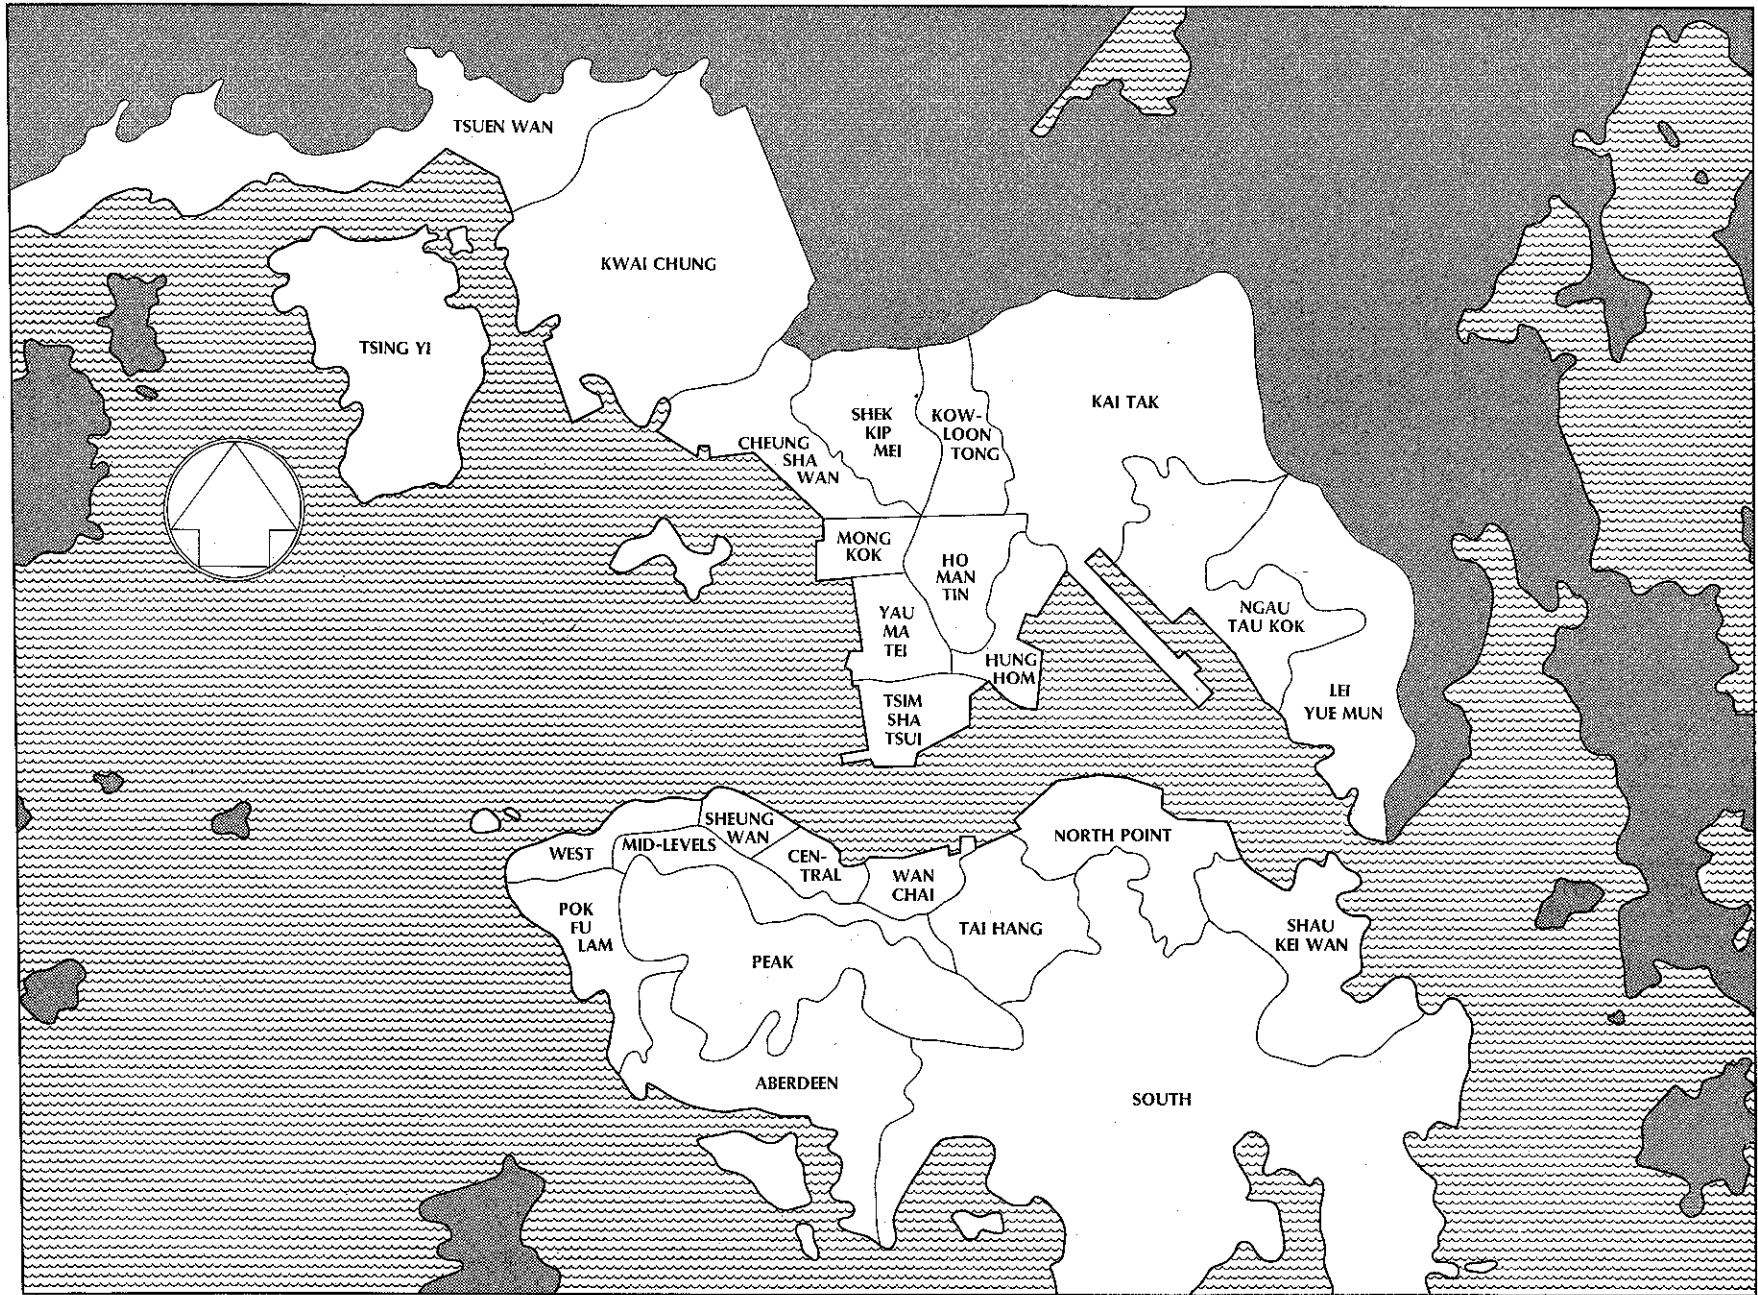 TSUEN WAN
KWAI CHUNG
TSING YI
KAI TAK
SHEK
KIP
MEI
KOW-
LOON
TONG
CHEUNG
SHA
WAN
MONG
KOK
HO
MAN
TIN
YAU
MA
TEI
NGAU
TAU KOK
HUNG
HOM
TSIM
SHA
TSUI
LEI
YUE MUN
SHEUNG
WAN
NORTH POINT
WEST
MID-LEVELS
CEN-
TRAL
WAN
CHAI
POK
FU
LAM
TAI HANG
SHAU
KEI WAN
PEAK
ABERDEEN
SOUTH